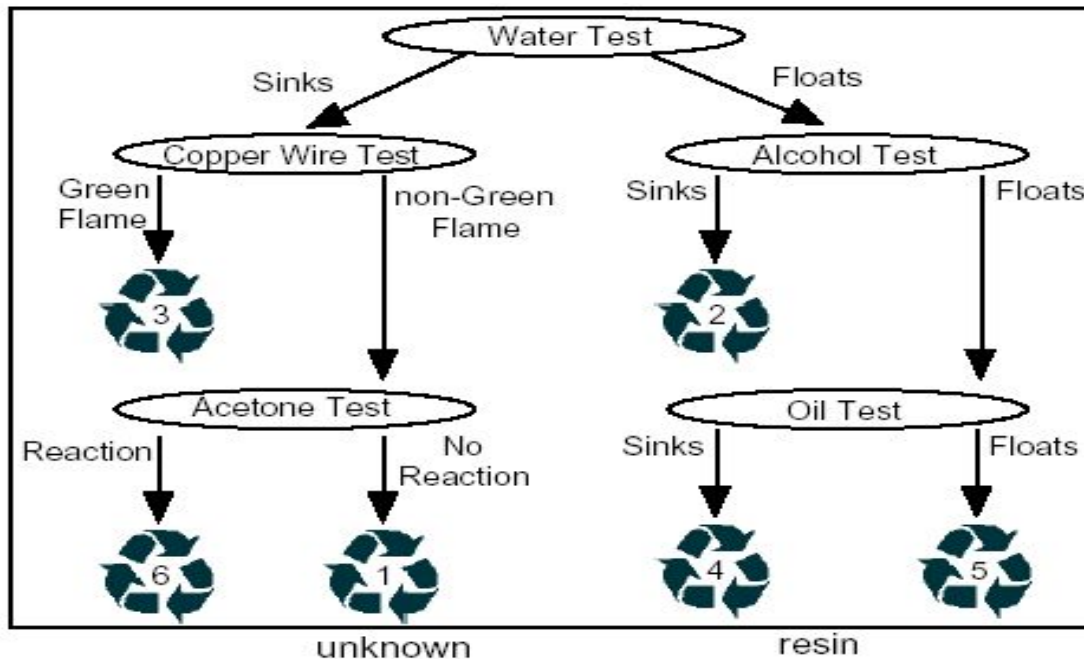 Water Test
Sinks
Floats
Copper Wire Test
Alcohol Test
Green
Flame
non-Green
Flame
Sinks
Floats
3
2
Acetone Test
Oil Test
Reaction
No
Reaction
Sinks
Floats
6
1
4
5
unknown
resin